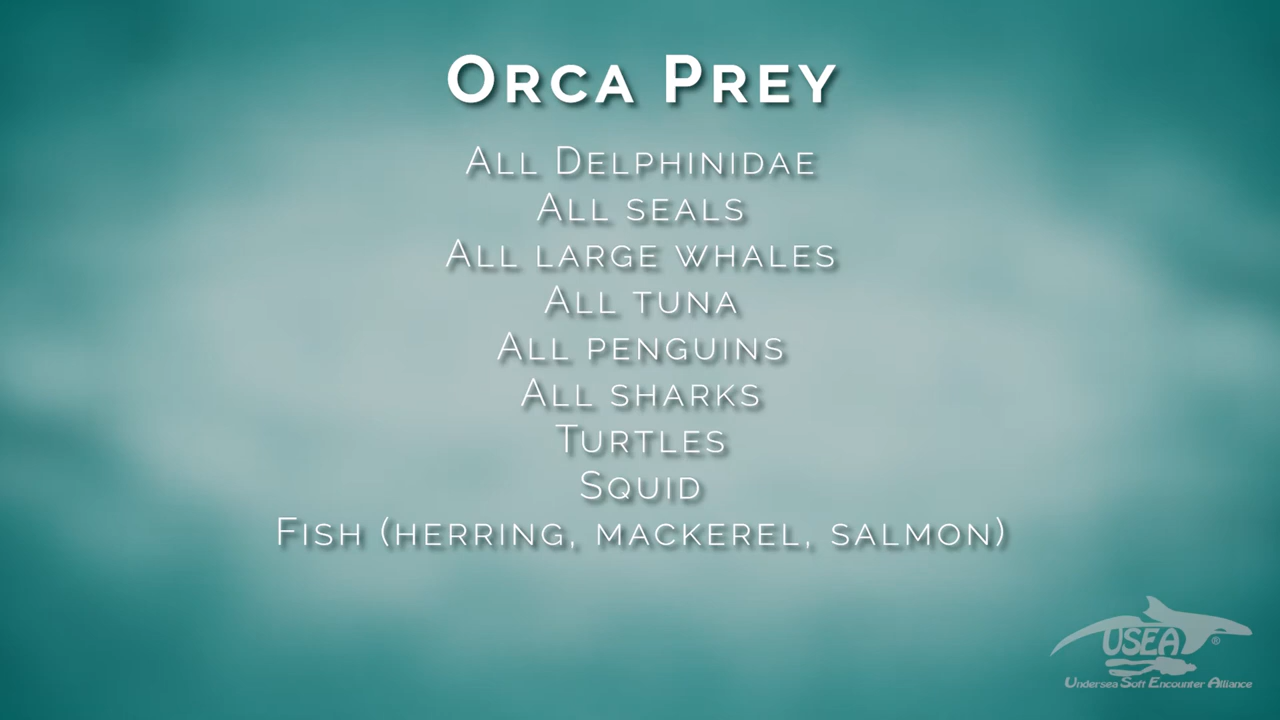 Orca Prey
All Delphinidae
All seals
All large whales
All tuna
All penguins
All sharks
Turtles
Squid
Fish (herring, mackerel, salmon)
USEA®
Undersea Soft Encounter Alliance